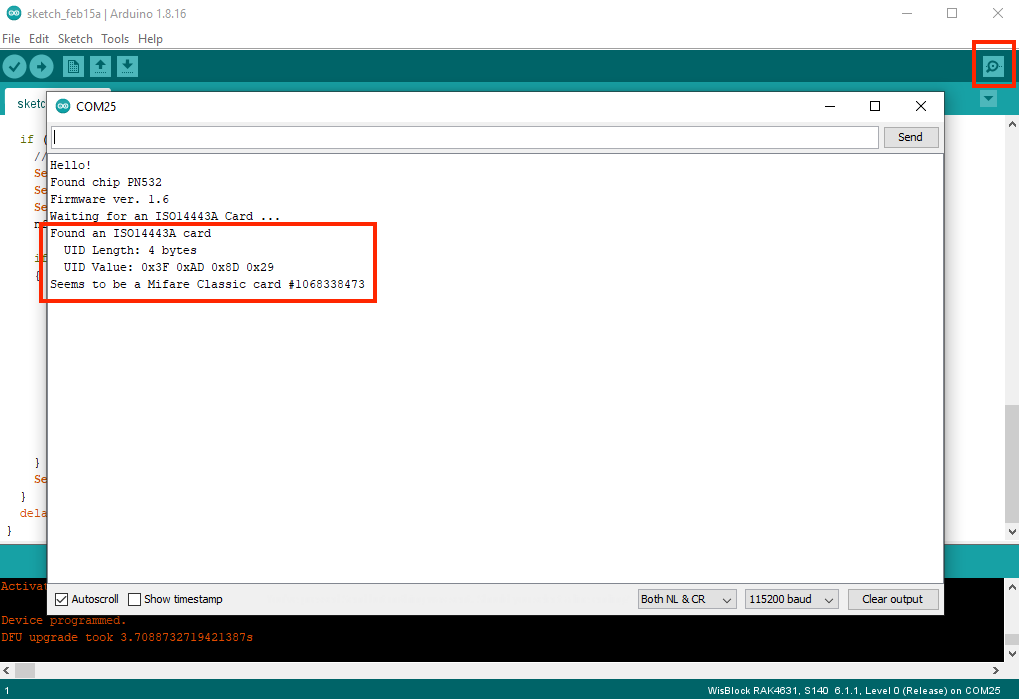 sketch_feb15a | Arduino 1.8.16
File Edit Sketch Tools Help
COM25
Send
if (
//
Se
Se
Se
if
{
}
Se
}
dela
}
Hello!
Found chip PN532
Firmware ver. 1.6
Waiting for an ISO14443A Card ...
Found an ISO14443A card
UID Length: 4 bytes
UID Value: 0x3F 0xAD 0x8D 0x29
Seems to be a Mifare Classic card #1068338473
Autoscroll Show timestamp Both NL & CR 115200 baud Clear output
Device programmed.
DFU upgrade took 3.7088732719421387s
1 WisBlock RAK4631, S140 6.1.1, Level 0 (Release) on COM25